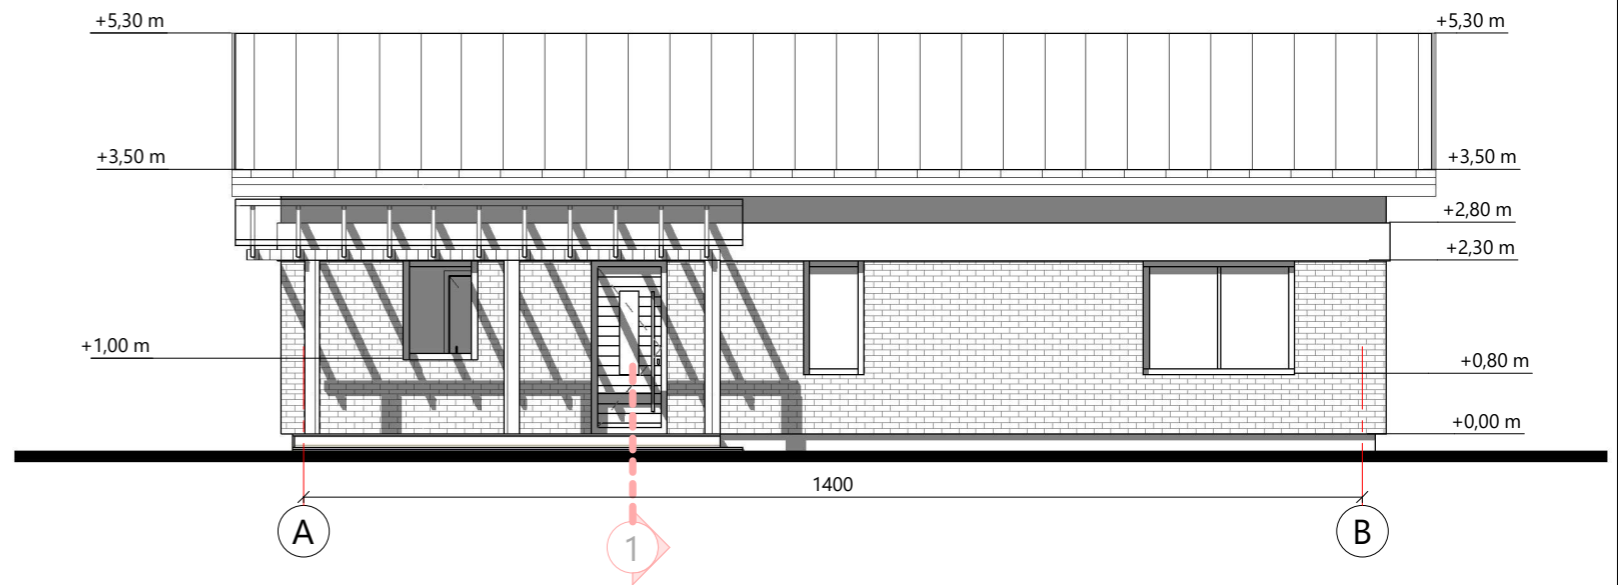 +5,30 m
+5,30 m
+3,50 m
+3,50 m
+2,80 m
+2,30 m
+1,00 m
+0,80 m
+0,00 m
1400
A
1
B